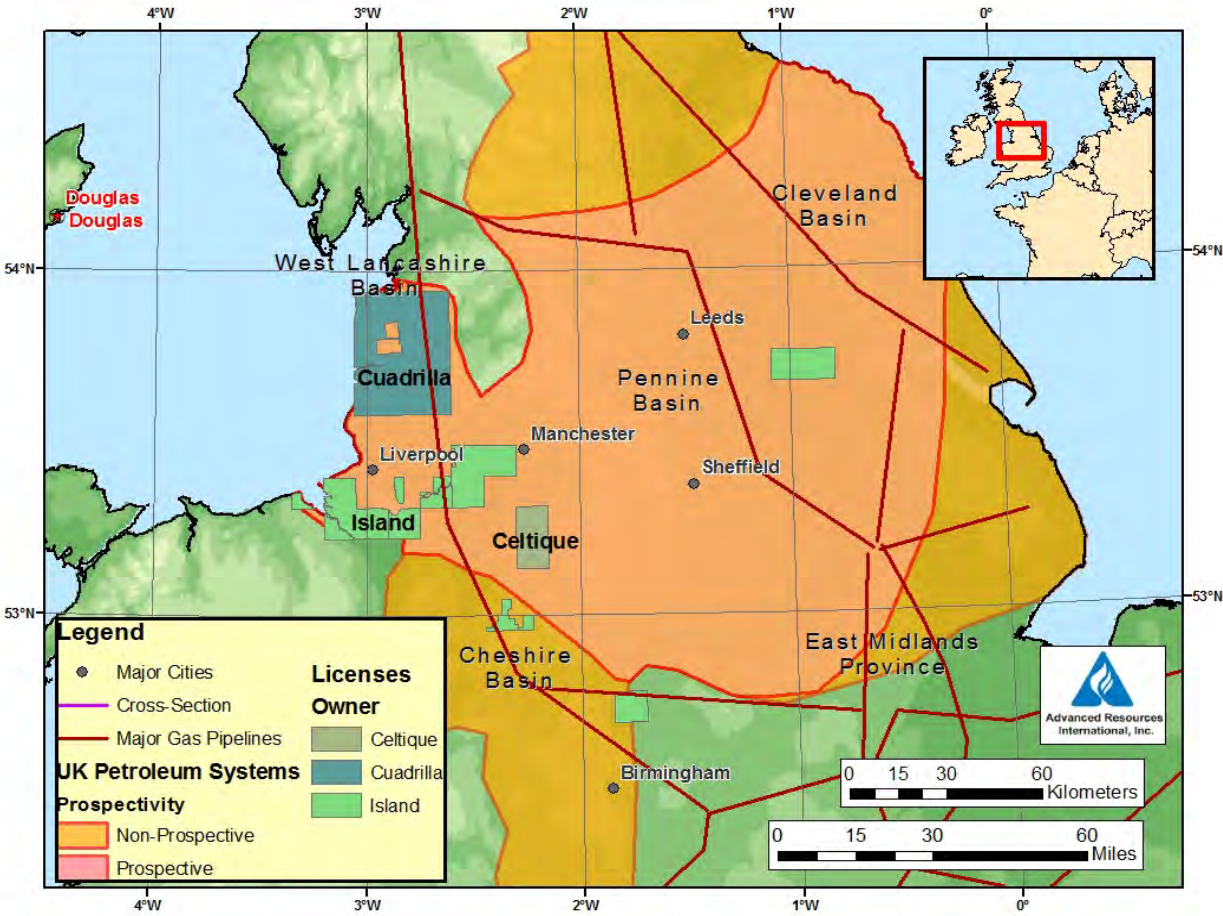 4°W
3°W
2°W
1°W
0°
Douglas
Douglas
Cleveland
Basin
54°N
54°N
West Lancashire
Basin
Leeds
Cuadrilla
Pennine
Basin
Manchester
Liverpool
Sheffield
Island
Celtique
53°N
53°N
Legend
Major Cities
Cross-Section
Major Gas Pipelines
UK Petroleum Systems
Prospectivity
Non-Prospective
Prospective
Licenses
Owner
Celtique
Cuadrilla
Island
Cheshire
Basin
East Midlands
Province
Advanced Resources
International, Inc.
Birmingham
0 15 30 60
Kilometers
0 15 30 60
Miles
4°W
3°W
2°W
1°W
0°